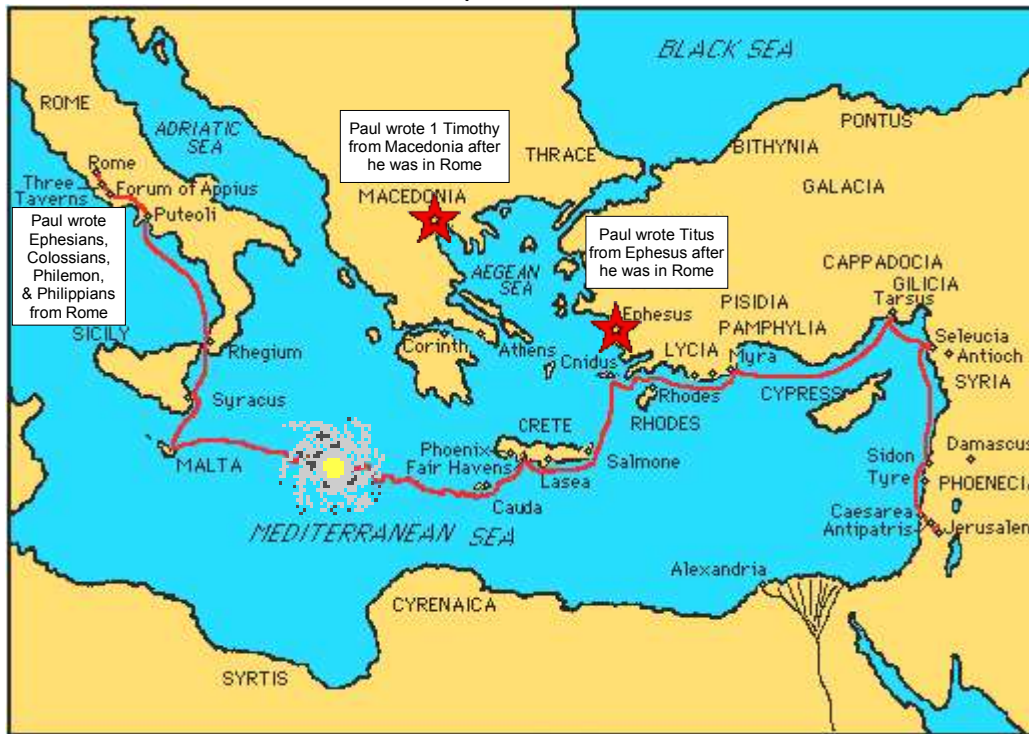 BLACK SEA
ROME
ADRIATIC
SEA
Paul wrote 1 Timothy
from Macedonia after
he was in Rome
PONTUS
BITHYNIA
THRACE
Rome
Three
Taverns
Forum of Appius
Puteoli
MACEDONIA
GALACIA
Paul wrote
Ephesians,
Colossians,
Philemon,
& Philippians
from Rome
Paul wrote Titus
from Ephesus after
he was in Rome
AEGEAN
SEA
CAPPADOCIA
GILICIA
Tarsus
PISIDIA
PAMPHYLIA
Ephesus
SICILY
Rhegium
Corinth
Athens
Cnidus
LYCIA
Myra
Seleucia
Antioch
SYRIA
Syracus
Rhodes
RHODES
CYPRESS
CRETE
MALTA
Phoenix
Fair Havens
Lasea
Salmone
Cauda
Damascus
Sidon
Tyre
PHOENECIA
MEDITERRANEAN SEA
Caesarea
Antipatris
Jerusalem
Alexandria
CYRENAICA
SYRTIS